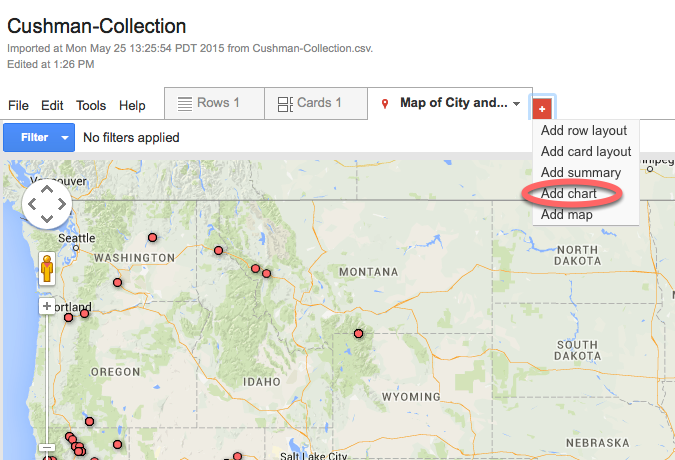 Cushman-Collection
Imported at Mon May 25 13:25:54 PDT 2015 from Cushman-Collection.csv.
Edited at 1:26 PM
File Edit Tools Help Rows 1 Cards 1 Map of City and... +
Filter No filters applied
Add row layout
Add card layout
Add summary
Add chart
Add map
Vancouver
Seattle
WASHINGTON
MONTANA
NORTH
DAKOTA
Portland
OREGON
IDAHO
SOUTH
DAKOTA
WYOMING
NEBRASKA
Salt Lake City